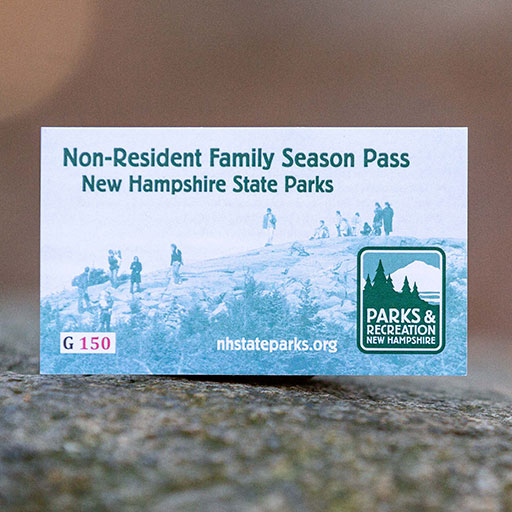 Non-Resident Family Season Pass
New Hampshire State Parks
G 150
nhstateparks.org
PARKS &
RECREATION
NEW HAMPSHIRE